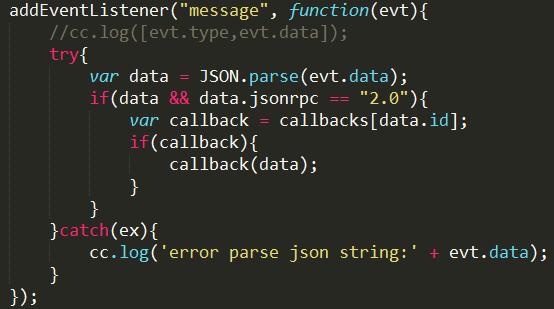 addEventListener("message", function(evt){
    //cc.log([evt.type,evt.data]);
    try{
        var data = JSON.parse(evt.data);
        if(data && data.jsonrpc == "2.0"){
            var callback = callbacks[data.id];
            if(callback){
                callback(data);
            }
        }
    }catch(ex){
        cc.log('error parse json string:' + evt.data);
    }
});